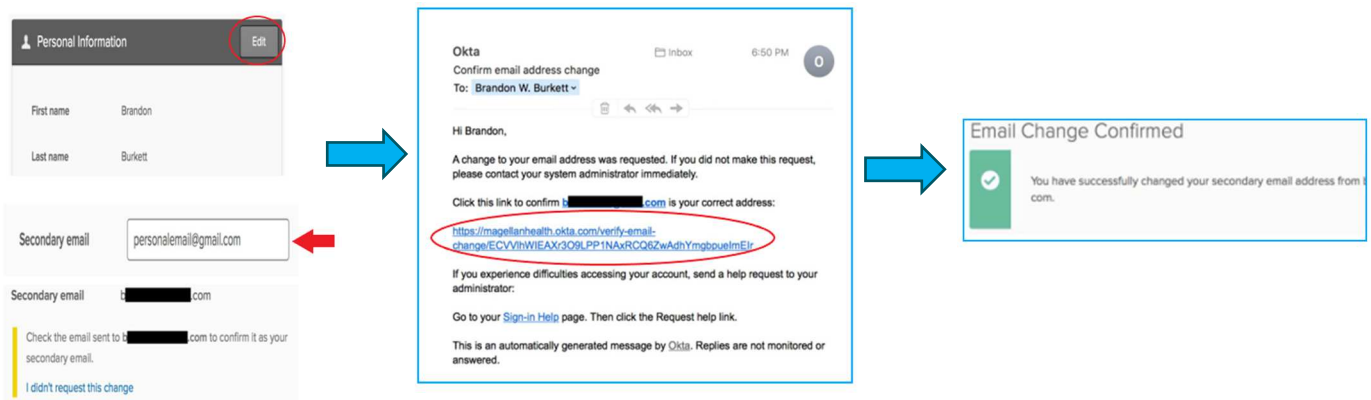 Personal Information
Edit
First name Brandon
Last name Burkett
Secondary email personalemail@gmail.com
Secondary email b .com
Check the email sent to b .com to confirm it as your
secondary email.
I didn't request this change
Okta Inbox 6:50 PM
O
Confirm email address change
To: Brandon W. Burkett
Hi Brandon,
A change to your email address was requested. If you did not make this request,
please contact your system administrator immediately.
Click this link to confirm b .com is your correct address:
https://magellanhealth.okta.com/verify-email-
change/ECVVlhWIEAXr3O9LPP1NAxRCQ6ZwAdhYmgbpueImEIr
If you experience difficulties accessing your account, send a help request to your
administrator:
Go to your Sign-in Help page. Then click the Request help link.
This is an automatically generated message by Okta. Replies are not monitored or
answered.
Email Change Confirmed
You have successfully changed your secondary email address from
com.